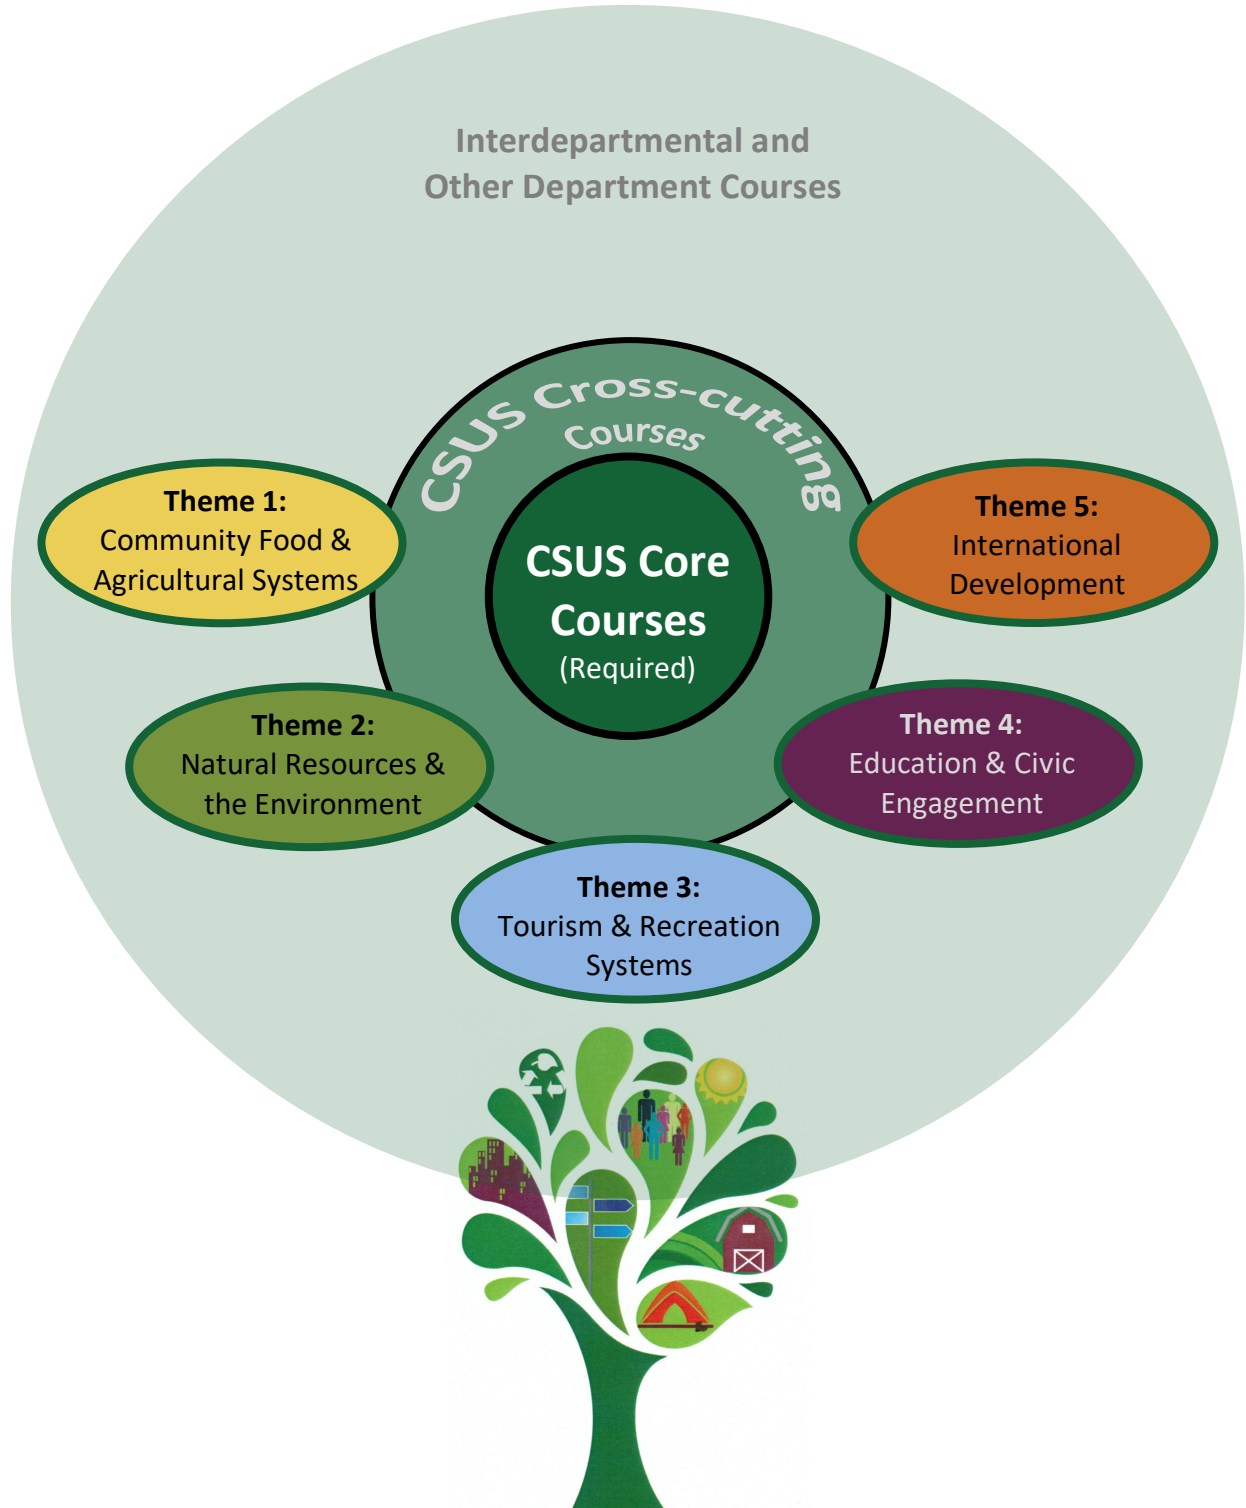 Interdepartmental and
Other Department Courses
CSUS Cross-cutting
Courses
CSUS Core
Courses
(Required)
Theme 1:
Community Food &
Agricultural Systems
Theme 2:
Natural Resources &
the Environment
Theme 3:
Tourism & Recreation
Systems
Theme 4:
Education & Civic
Engagement
Theme 5:
International
Development